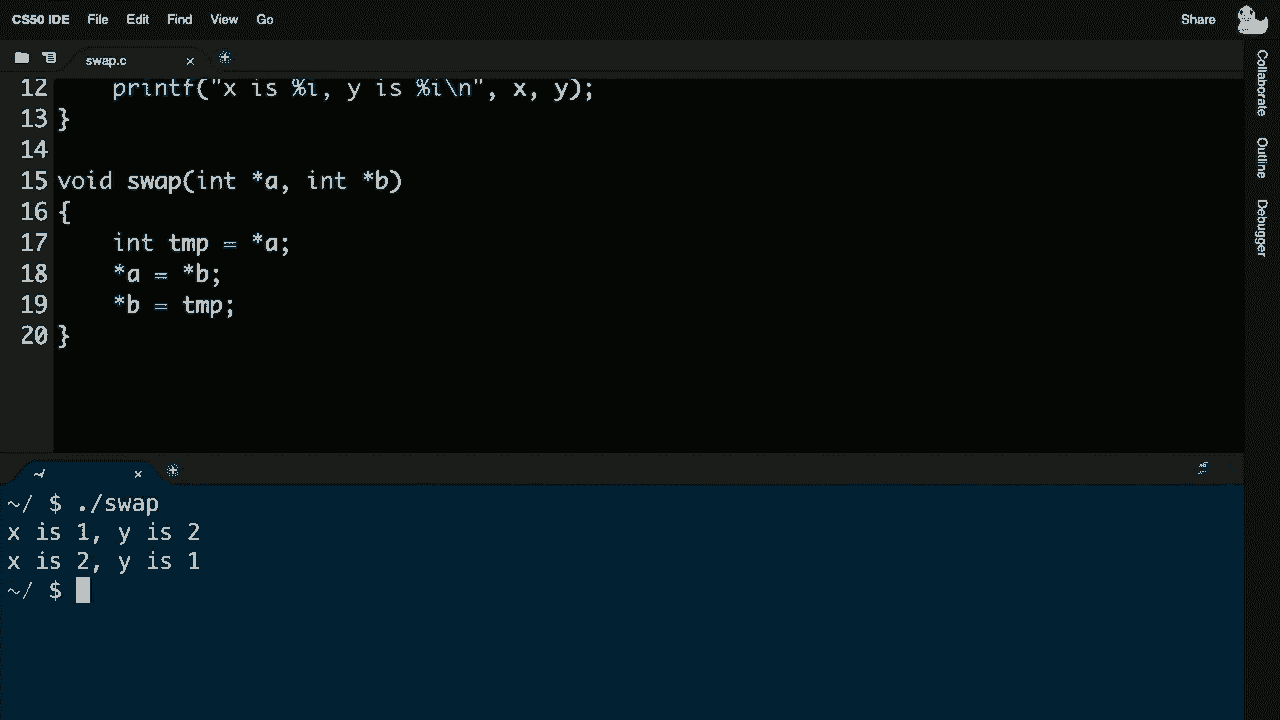 CS50 IDE File Edit Find View Go Share
swap.c ×
12 printf("x is %i, y is %i\n", x, y);
13 }
14
15 void swap(int *a, int *b)
16 {
17 int tmp = *a;
18 *a = *b;
19 *b = tmp;
20 }
Collaborate
Outline
Debugger
~/ ×
~/ $ ./swap
x is 1, y is 2
x is 2, y is 1
~/ $